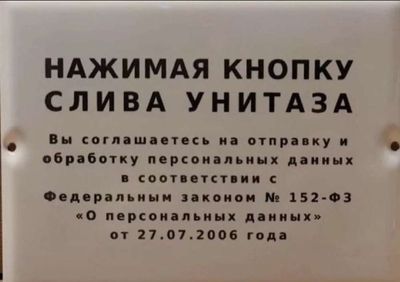 НАЖИМАЯ КНОПКУ
СЛИВА УНИТАЗА
Вы соглашаетесь на отправку и
обработку персональных данных
в соответствии с
Федеральным законом № 152-ФЗ
«О персональных данных»
от 27.07.2006 года